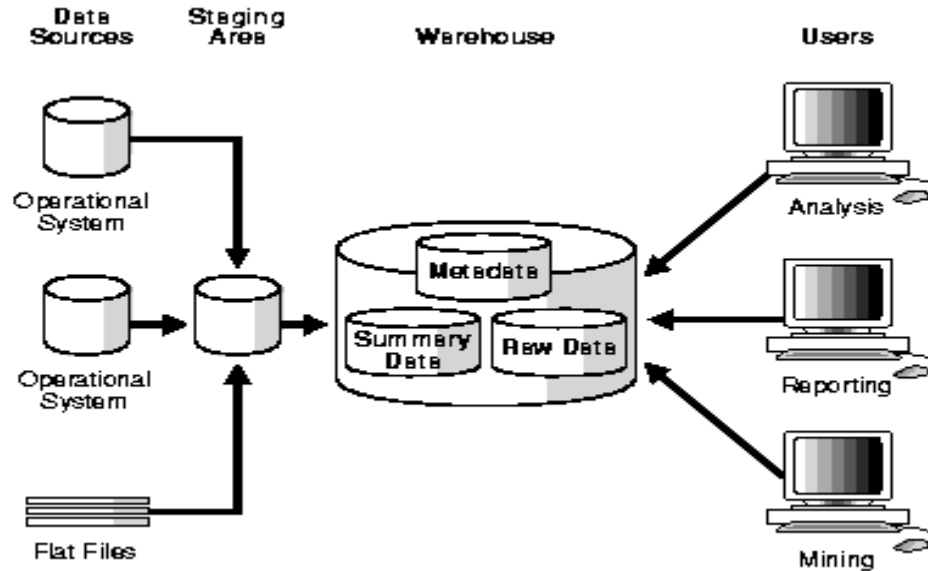 Data
Sources
Staging
Area
Warehouse
Users
Operational
System
Operational
System
Flat Files
Metadata
Summary
Data
Raw Data
Analysis
Reporting
Mining